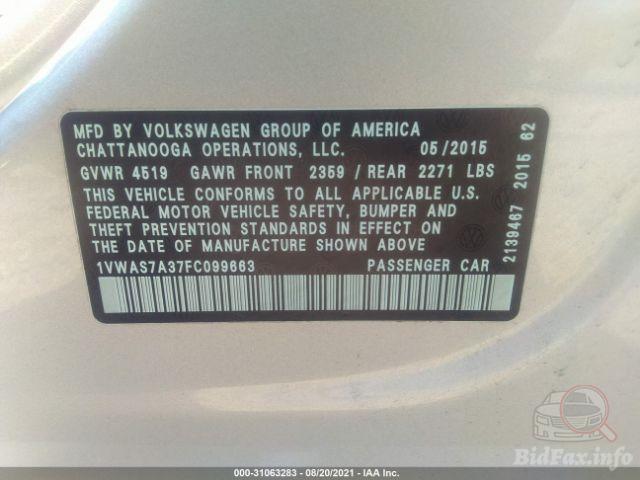 MFD BY VOLKSWAGEN GROUP OF AMERICA
CHATTANOOGA OPERATIONS, LLC. 05/2015
GVWR 4519 GAWR FRONT 2359 / REAR 2271 LBS
THIS VEHICLE CONFORMS TO ALL APPLICABLE U.S.
FEDERAL MOTOR VEHICLE SAFETY, BUMPER AND
THEFT PREVENTION STANDARDS IN EFFECT ON
THE DATE OF MANUFACTURE SHOWN ABOVE
1VWAS7A37FC099663 PASSENGER CAR
2139467 2015 62
BidFax.info
000-31063283 - 08/20/2021 - IAA Inc.